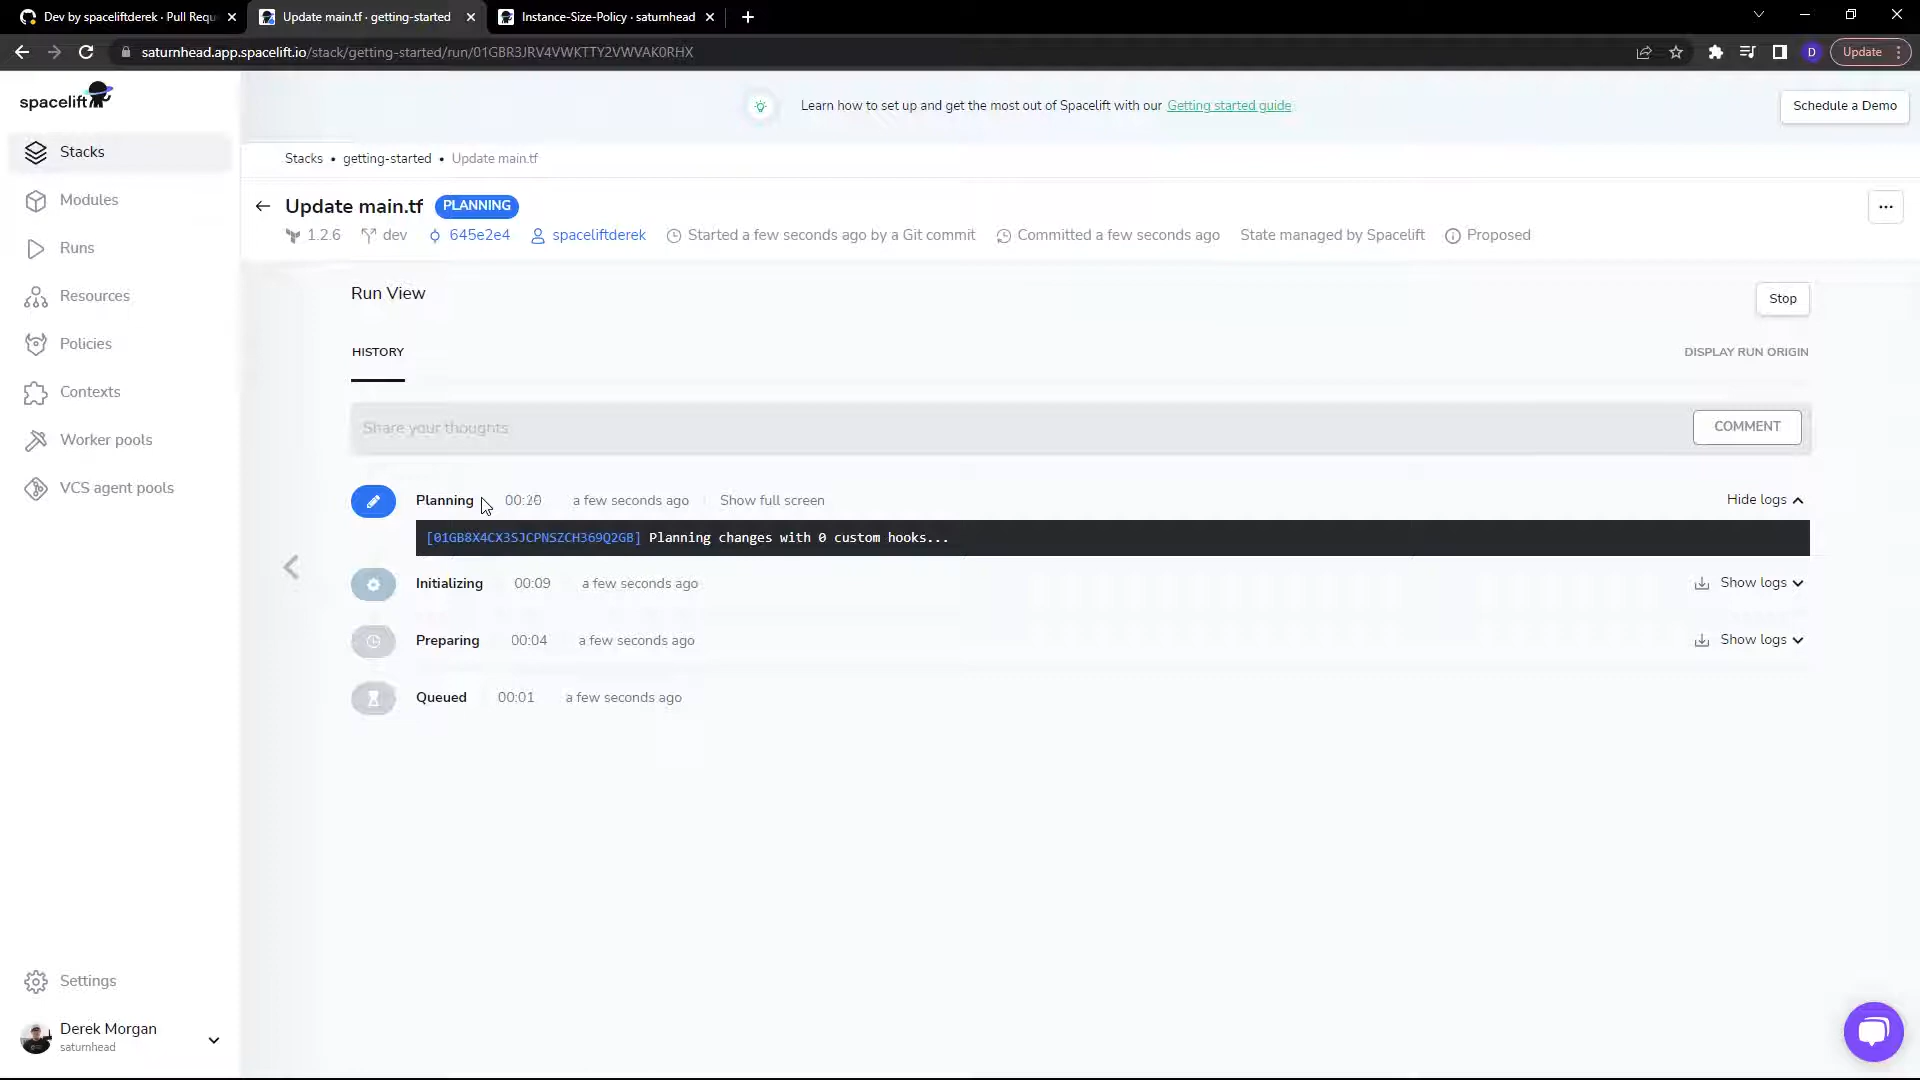 Dev by spaceliftderek · Pull Requ
Update main.tf · getting-started
Instance-Size-Policy · saturnhead
saturnhead.app.spacelift.io/stack/getting-started/run/01GBR3JRV4VWKTTY2VWVAK0RHX
D
Update
spacelift
Learn how to set up and get the most out of Spacelift with our Getting started guide
Schedule a Demo
Stacks
Modules
Runs
Resources
Policies
Contexts
Worker pools
VCS agent pools
Settings
Derek Morgan
saturnhead
Stacks • getting-started • Update main.tf
Update main.tf PLANNING
1.2.6 dev 645e2e4 spaceliftderek Started a few seconds ago by a Git commit Committed a few seconds ago State managed by Spacelift Proposed
Run View
Stop
HISTORY
DISPLAY RUN ORIGIN
Share your thoughts
COMMENT
Planning a few seconds ago Show full screen Hide logs
[01GB8X4CX3SJCPNSZCH369Q2GB] Planning changes with 0 custom hooks...
Initializing 00:09 a few seconds ago Show logs
Preparing 00:04 a few seconds ago Show logs
Queued 00:01 a few seconds ago